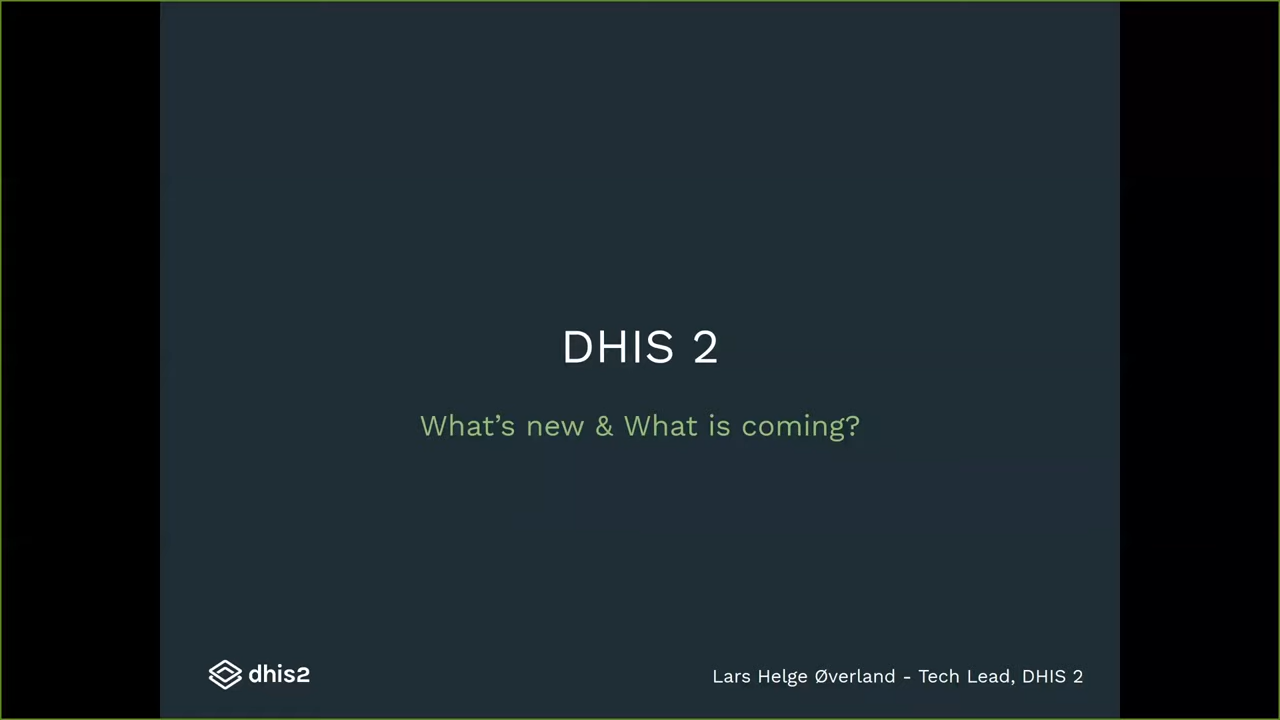 DHIS 2
What’s new & What is coming?
dhis2
Lars Helge Øverland - Tech Lead, DHIS 2